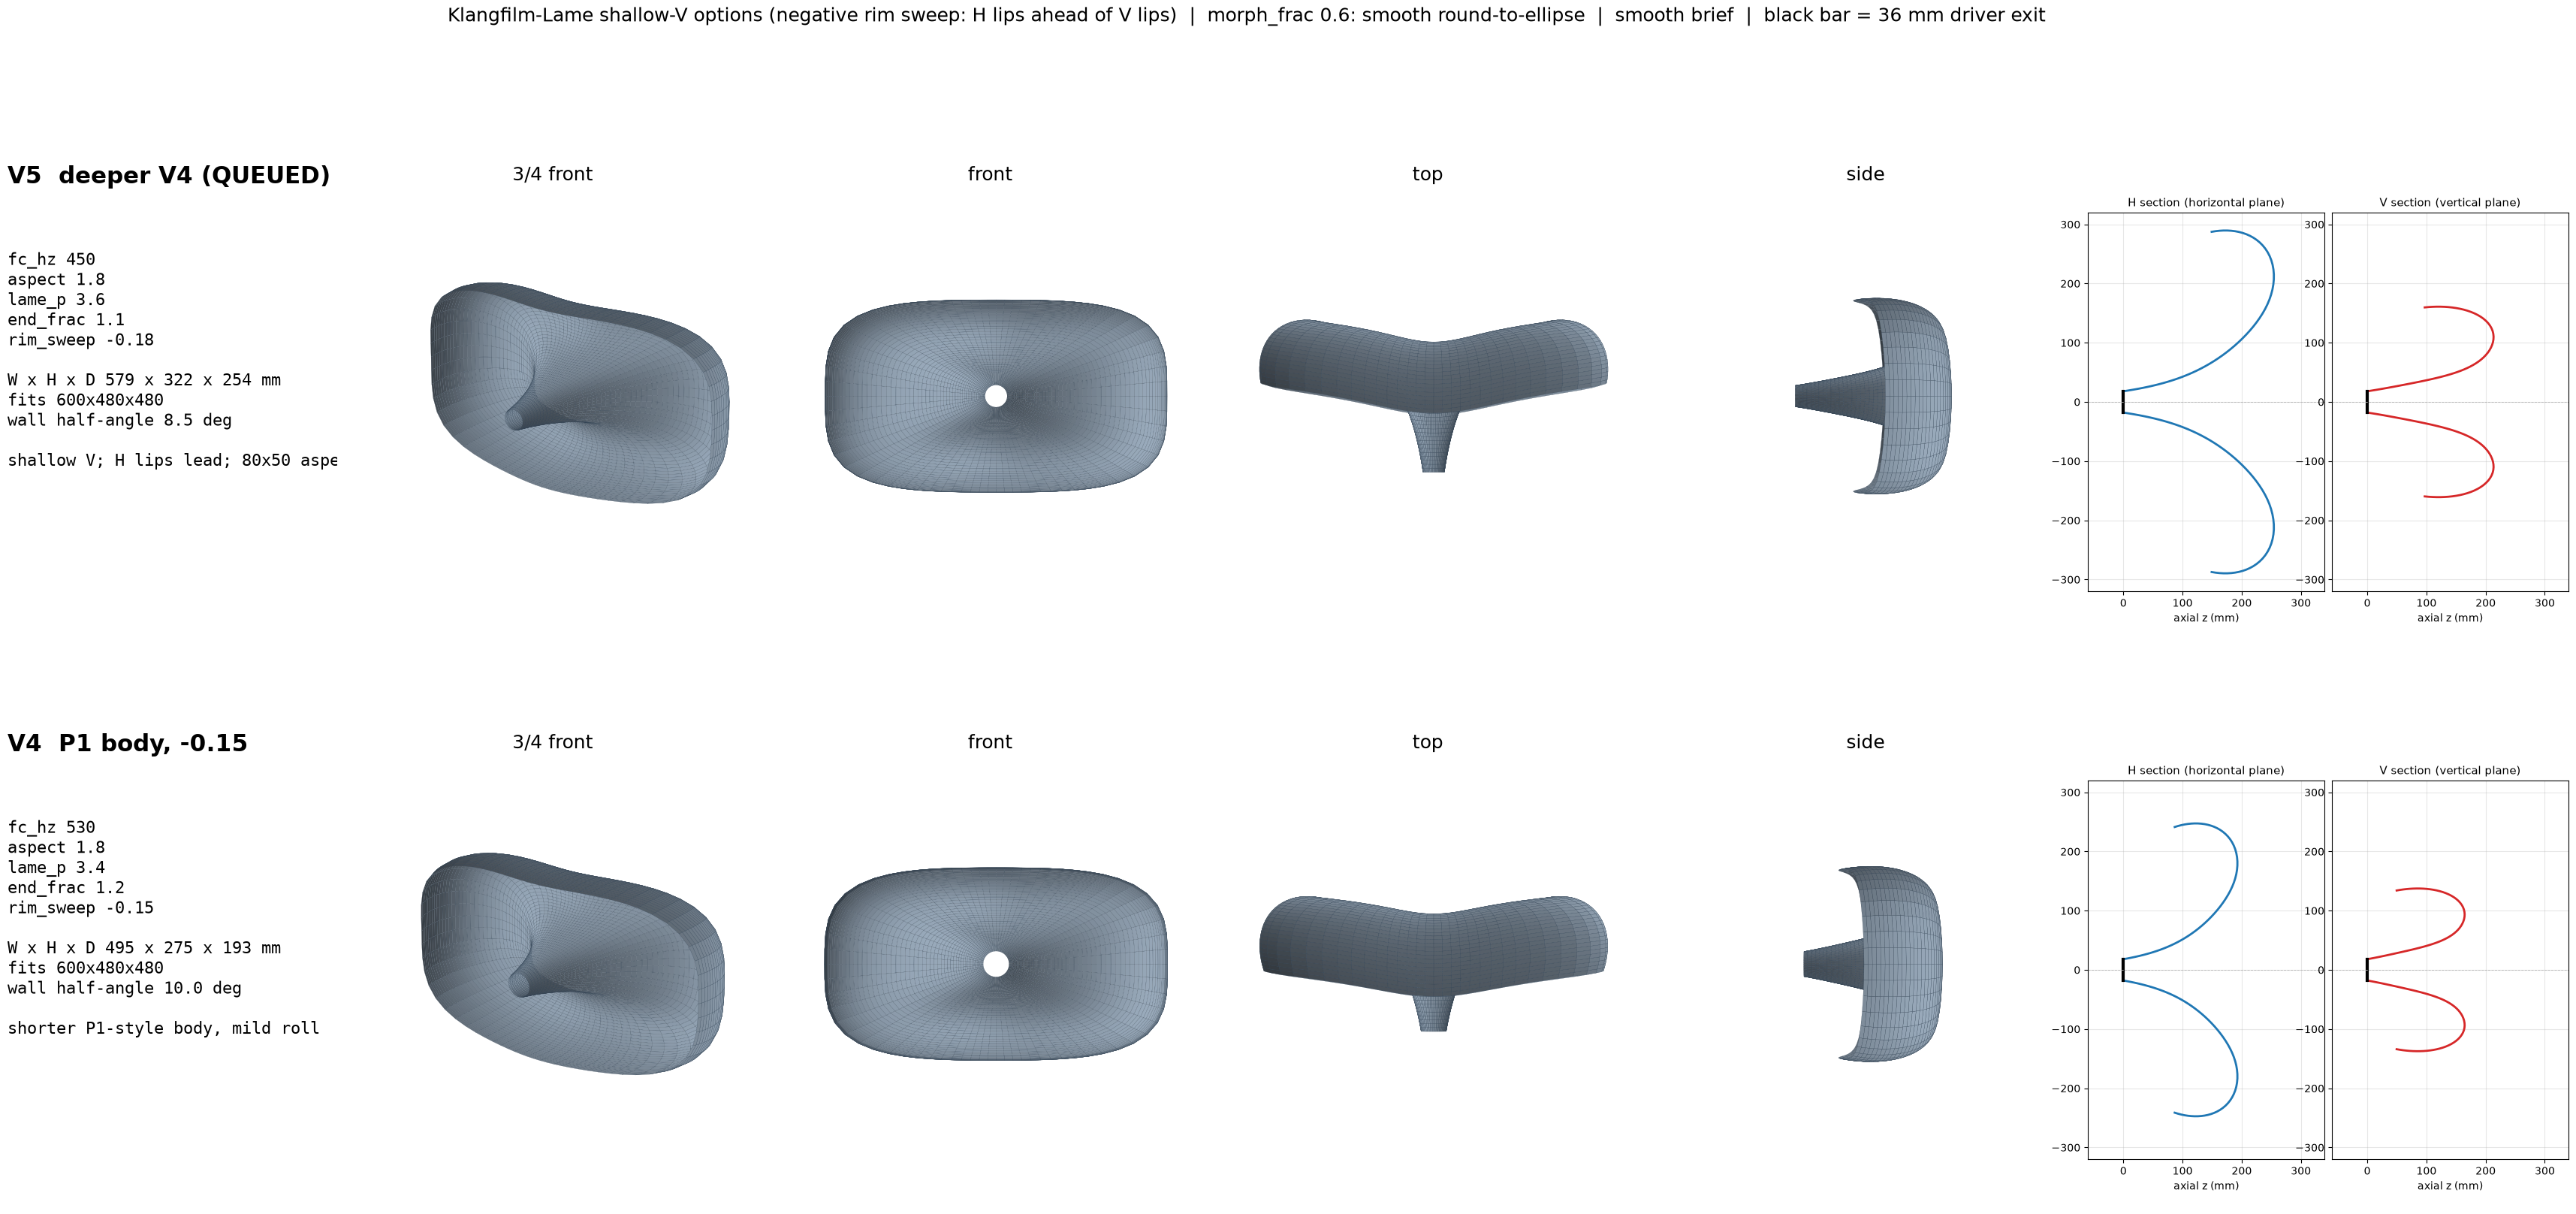 Klangfilm-Lame shallow-V options (negative rim sweep: H lips ahead of V lips)  |  morph_frac 0.6: smooth round-to-ellipse  |  smooth brief  |  black bar = 36 mm driver exit
V5  deeper V4 (QUEUED)
3/4 front
front
top
side
fc_hz 450
aspect 1.8
lame_p 3.6
end_frac 1.1
rim_sweep -0.18
W x H x D 579 x 322 x 254 mm
fits 600x480x480
wall half-angle 8.5 deg
shallow V; H lips lead; 80x50 aspe
H section (horizontal plane)
300
200
100
0
−100
−200
−300
0 100 200 300
axial z (mm)
V section (vertical plane)
300
200
100
0
−100
−200
−300
0 100 200 300
axial z (mm)
V4  P1 body, -0.15
3/4 front
front
top
side
fc_hz 530
aspect 1.8
lame_p 3.4
end_frac 1.2
rim_sweep -0.15
W x H x D 495 x 275 x 193 mm
fits 600x480x480
wall half-angle 10.0 deg
shorter P1-style body, mild roll
H section (horizontal plane)
300
200
100
0
−100
−200
−300
0 100 200 300
axial z (mm)
V section (vertical plane)
300
200
100
0
−100
−200
−300
0 100 200 300
axial z (mm)